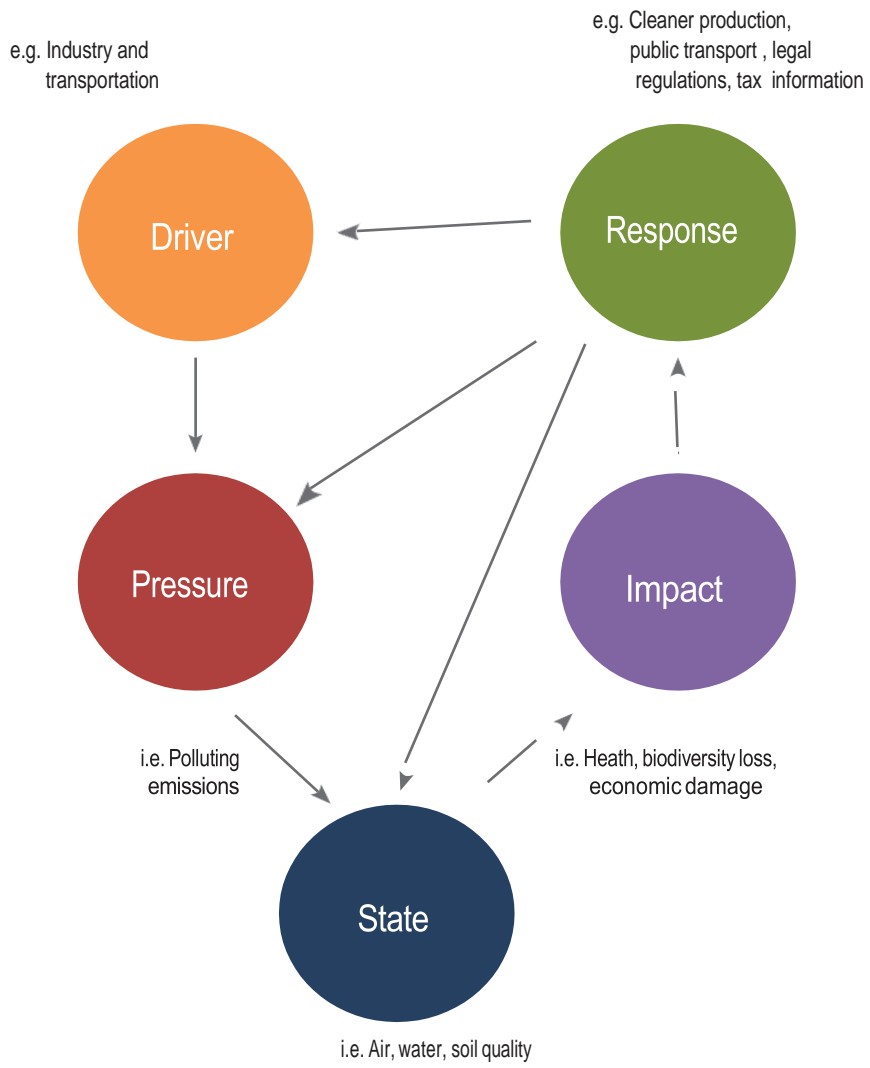 e.g. Industry and
transportation
e.g. Cleaner production,
public transport , legal
regulations, tax information
Driver
Response
Pressure
Impact
i.e. Polluting
emissions
i.e. Heath, biodiversity loss,
economic damage
State
i.e. Air, water, soil quality